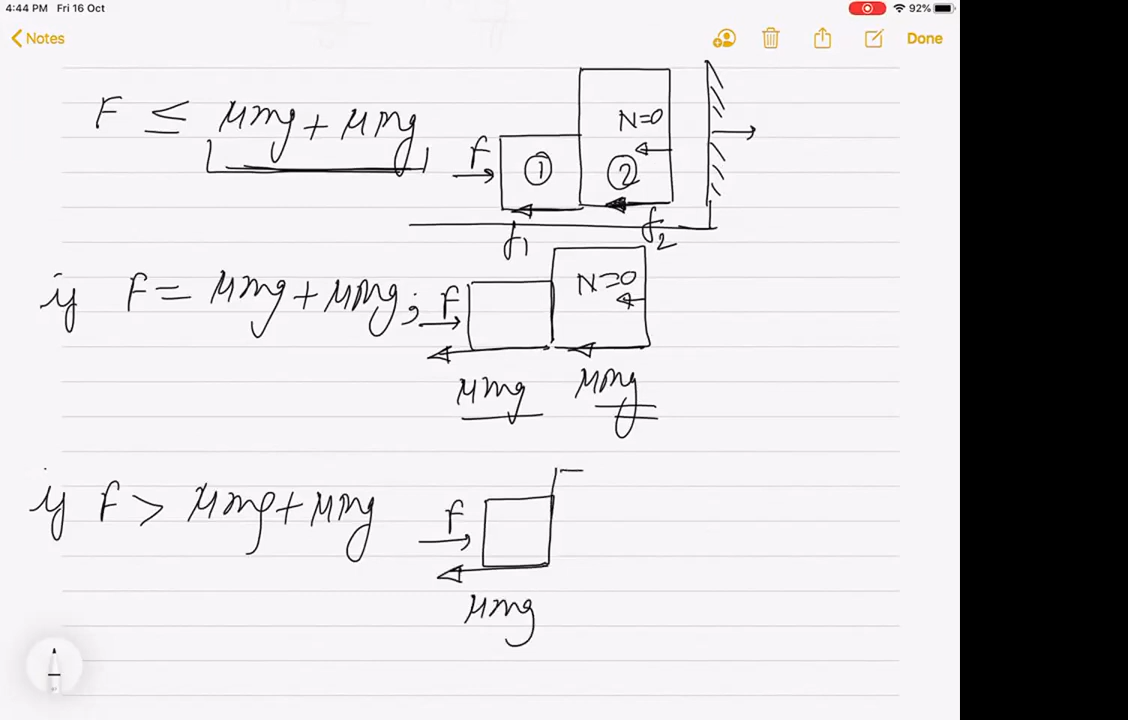 4:44 PM Fri 16 Oct
92%
Notes
Done
F ≤ μmg + μmg
F
①
②
N=0
f1
f2
if F = μmg + μmg;
F
N=0
μmg
μmg
if F > μmg + μmg
F
μmg